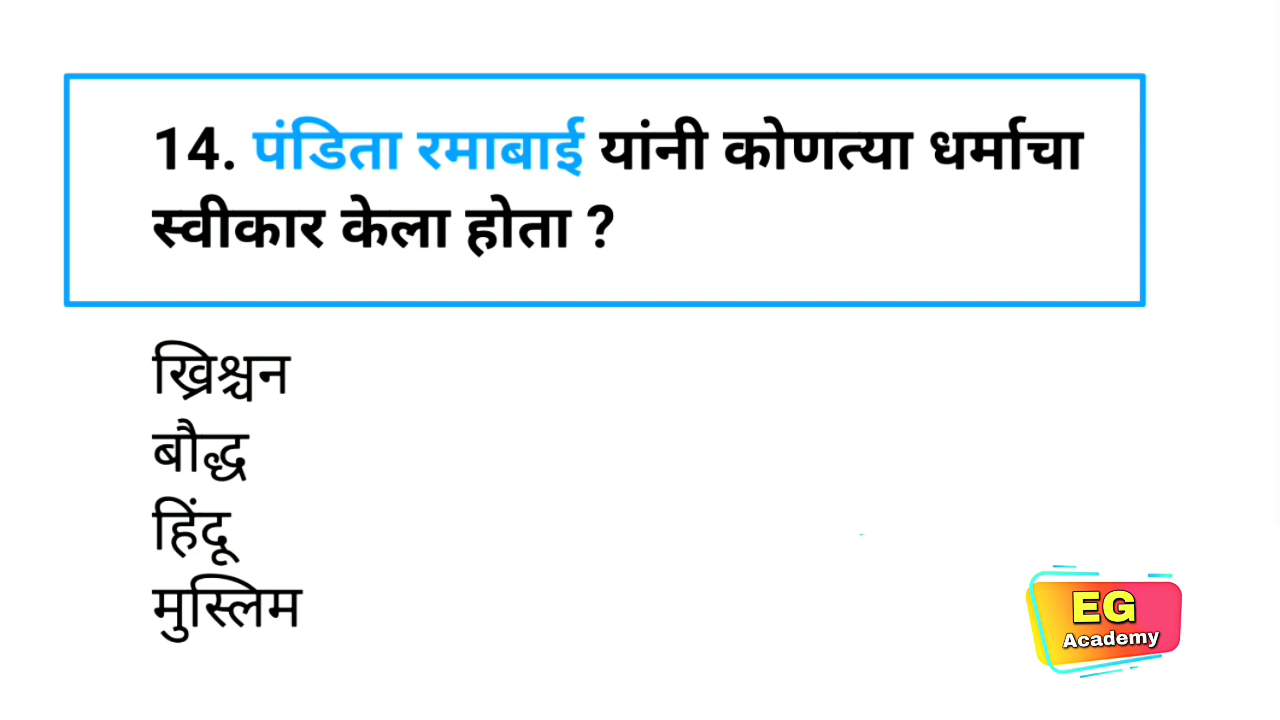 14. पंडिता रमाबाई यांनी कोणत्या धर्माचा
स्वीकार केला होता ?
ख्रिश्चन
बौद्ध
हिंदू
मुस्लिम
EG
Academy